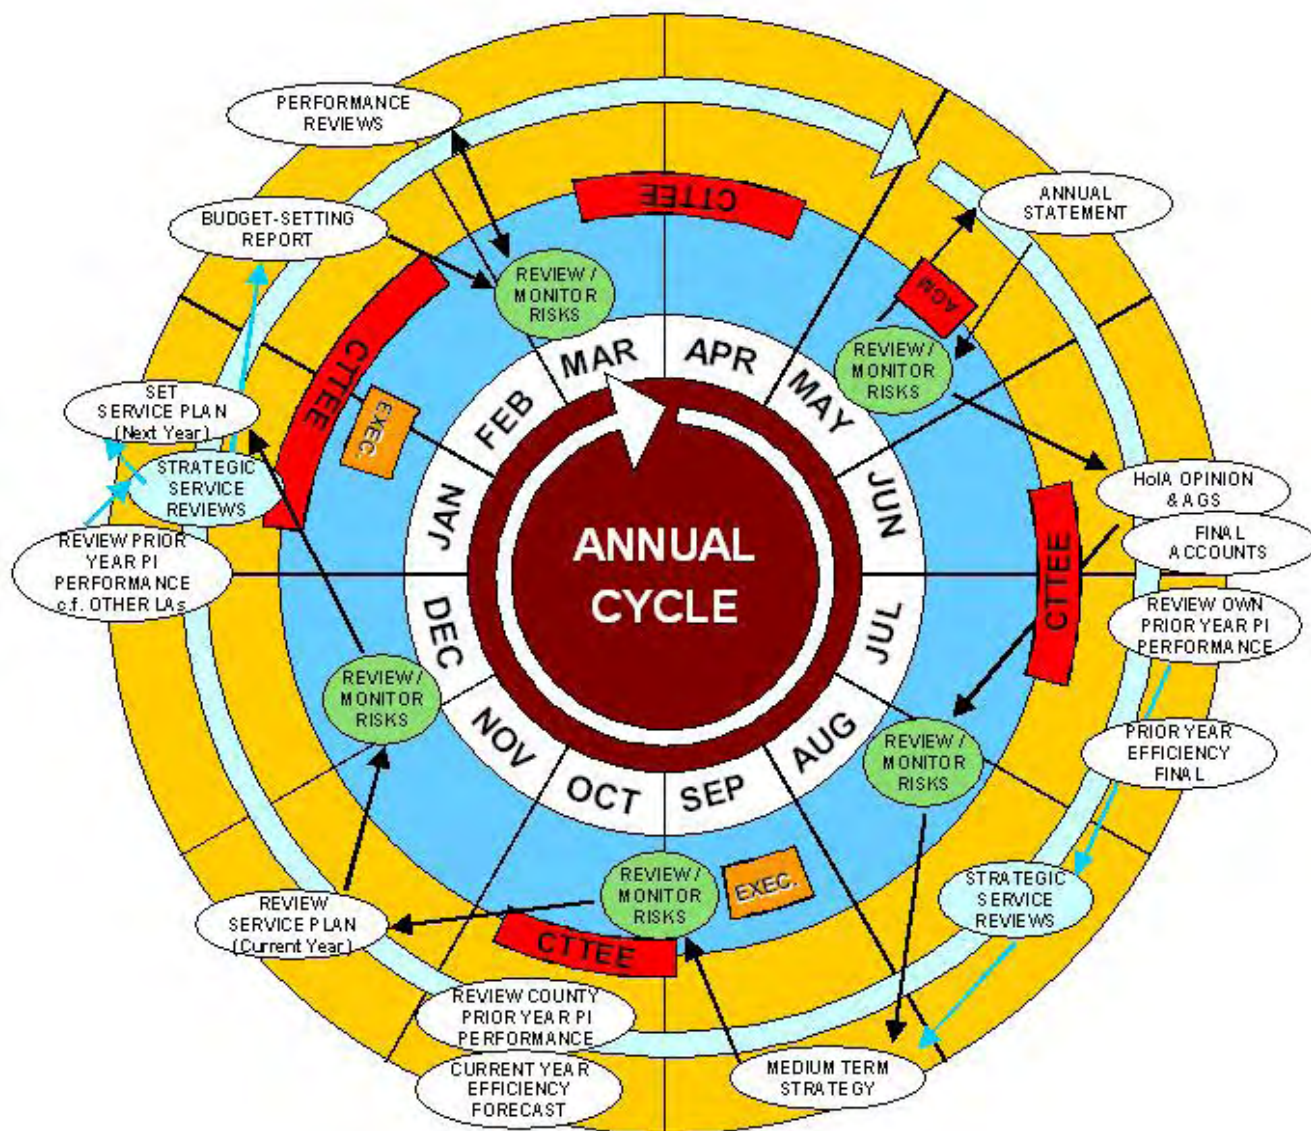 PERFORMANCE
REVIEWS
BUDGET-SETTING
REPORT
CTTEE
ANNUAL
STATEMENT
AGM
REVIEW /
MONITOR
RISKS
REVIEW /
MONITOR
RISKS
CTTEE
EXEC.
SET
SERVICE PLAN
(Next Year)
STRATEGIC
SERVICE
REVIEWS
REVIEW PRIOR
YEAR PI
PERFORMANCE
c.f. OTHER LAs
JAN
FEB
MAR
APR
MAY
JUN
JUL
AUG
SEP
OCT
NOV
DEC
ANNUAL
CYCLE
HoIA OPINION
& AGS
FINAL
ACCOUNTS
CTTEE
REVIEW OWN
PRIOR YEAR PI
PERFORMANCE
REVIEW /
MONITOR
RISKS
REVIEW /
MONITOR
RISKS
PRIOR YEAR
EFFICIENCY
FINAL
REVIEW /
MONITOR
RISKS
EXEC.
STRATEGIC
SERVICE
REVIEWS
REVIEW
SERVICE PLAN
(Current Year)
CTTEE
REVIEW COUNTY
PRIOR YEAR PI
PERFORMANCE
CURRENT YEAR
EFFICIENCY
FORECAST
MEDIUM TERM
STRATEGY